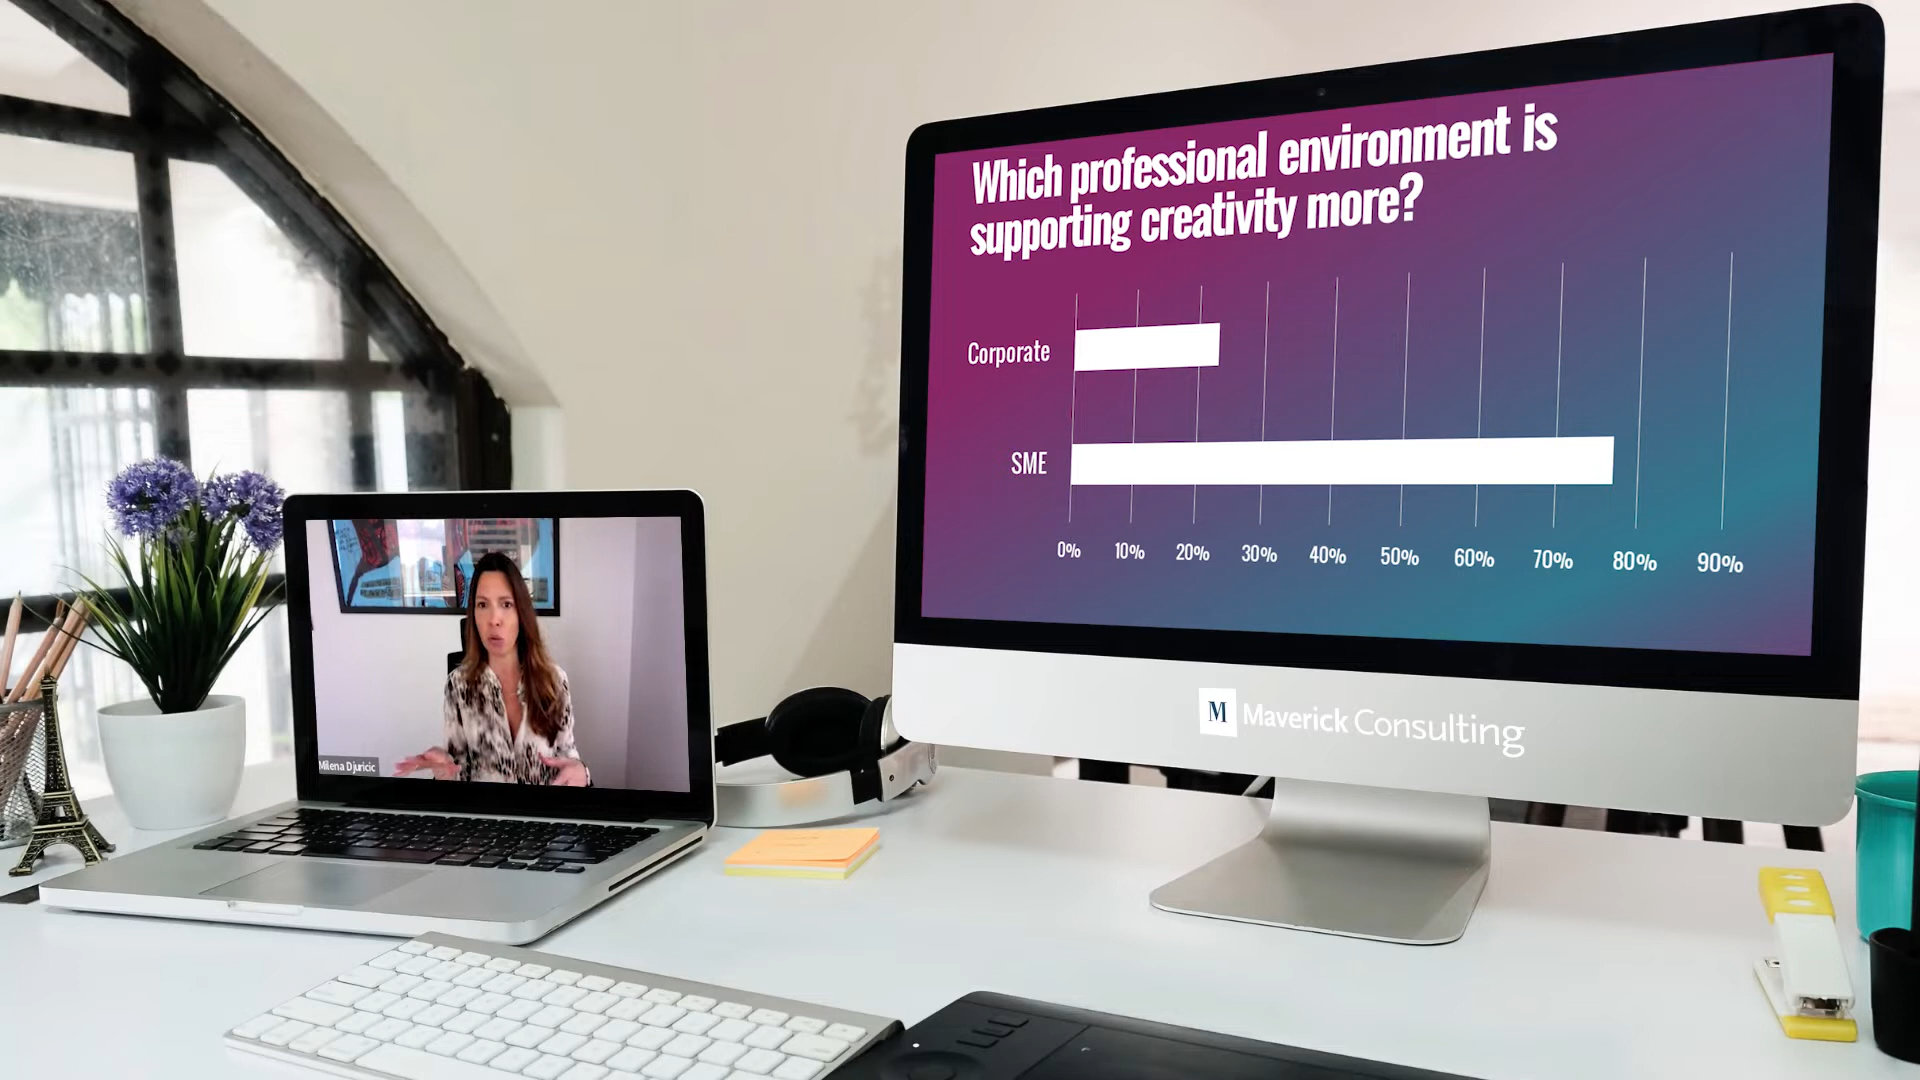 Which professional environment is
supporting creativity more?
Corporate
SME
0% 10% 20% 30% 40% 50% 60% 70% 80% 90%
M Maverick Consulting
Milena Djuricic